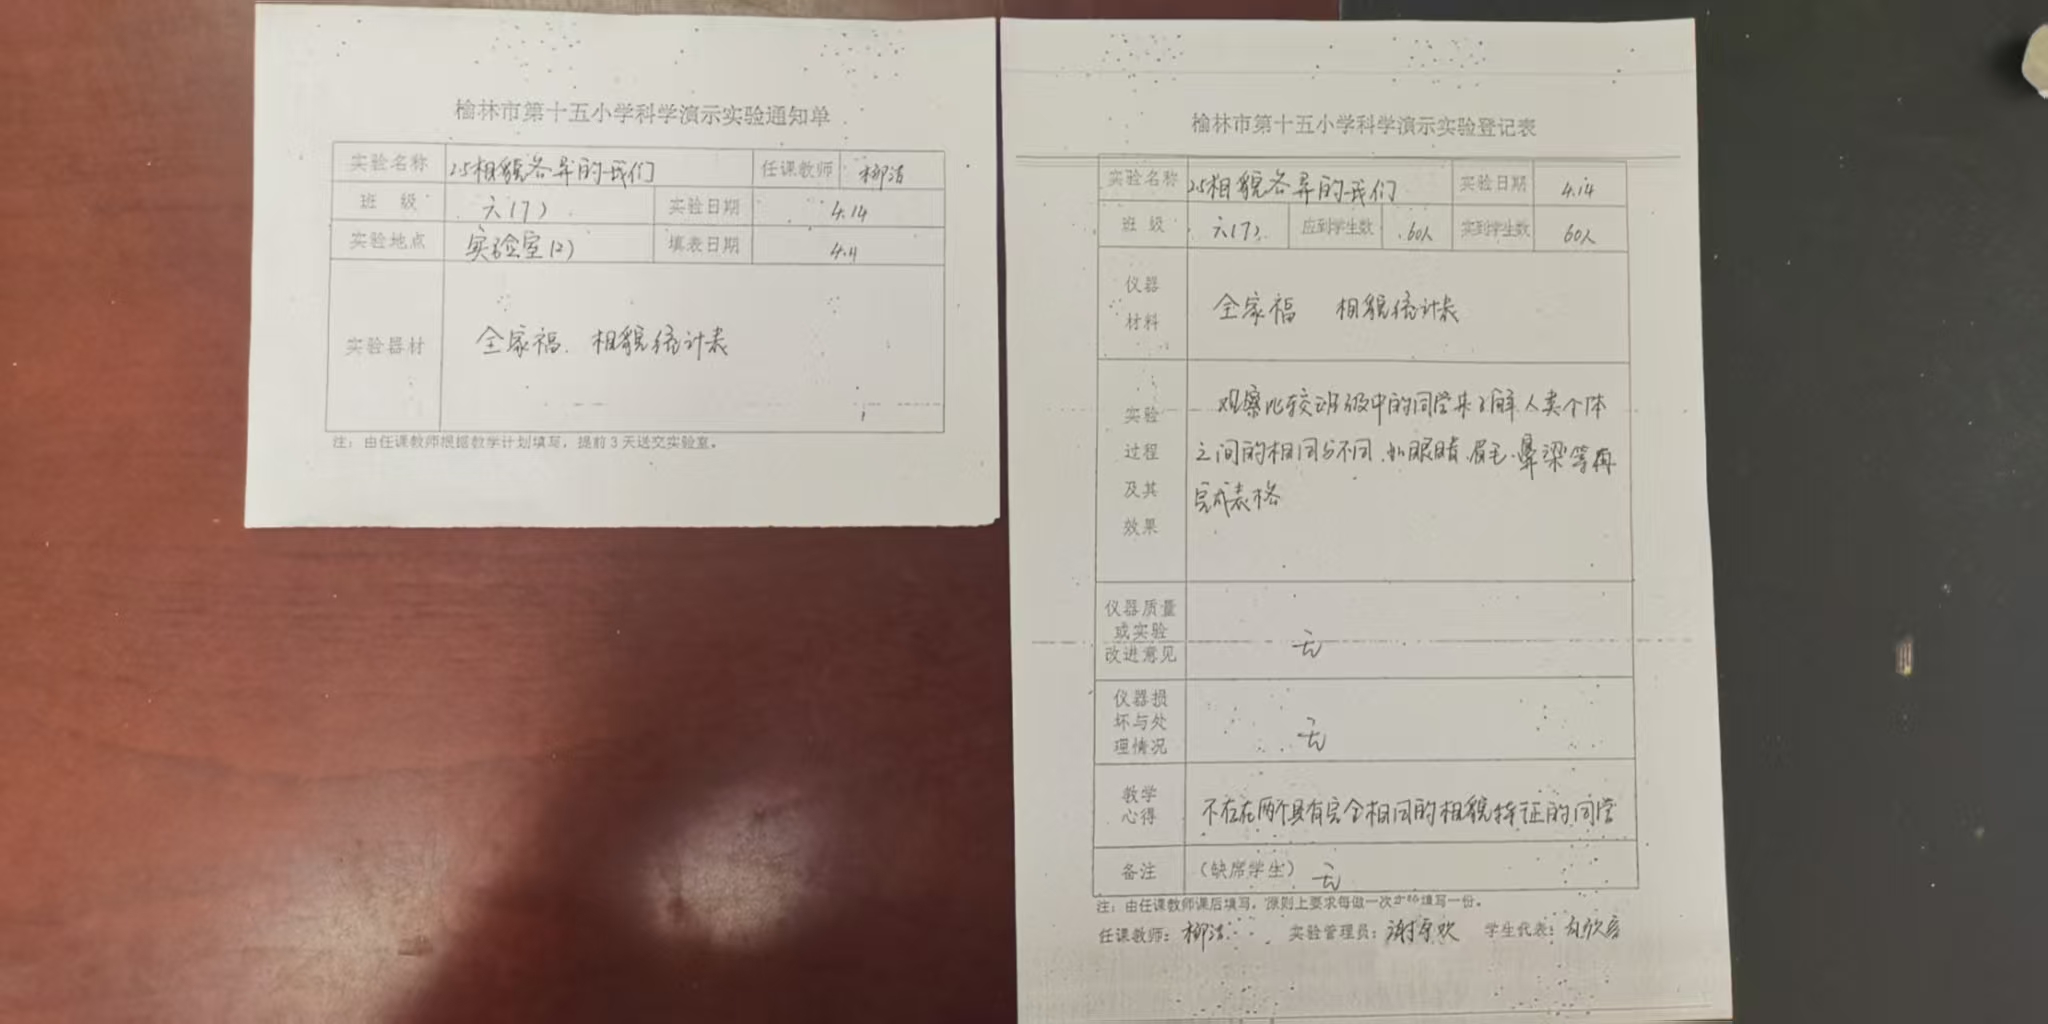 榆林市第十五小学科学演示实验通知单
实验名称 2.5相貌各异的我们 任课教师 柳洁
班 级 六(7) 实验日期 4.14
实验地点 实验室(2) 填表日期 4.11
实验器材 全家福、相貌统计表
注：由任课教师根据教学计划填写，提前3天送交实验室。
榆林市第十五小学科学演示实验登记表
实验名称 2.5相貌各异的我们 实验日期 4.14
班 级 六(7) 应到学生数 60人 实到学生数 60人
仪器
材料
全家福 相貌统计表
实验
过程
及其
效果
观察比较班级中的同学来了解人类个体
之间的相同与不同、如眼睛、眉毛、鼻梁等再
完成表格
仪器质量
或实验
改进意见
无
仪器损
坏与处
理情况
无
教学
心得
不存在两个具有完全相同的相貌特征的同学
备注 （缺席学生） 无
注：由任课教师课后填写，原则上要求每做一次实验填写一份。
任课教师：柳洁 实验管理员： 学生代表：